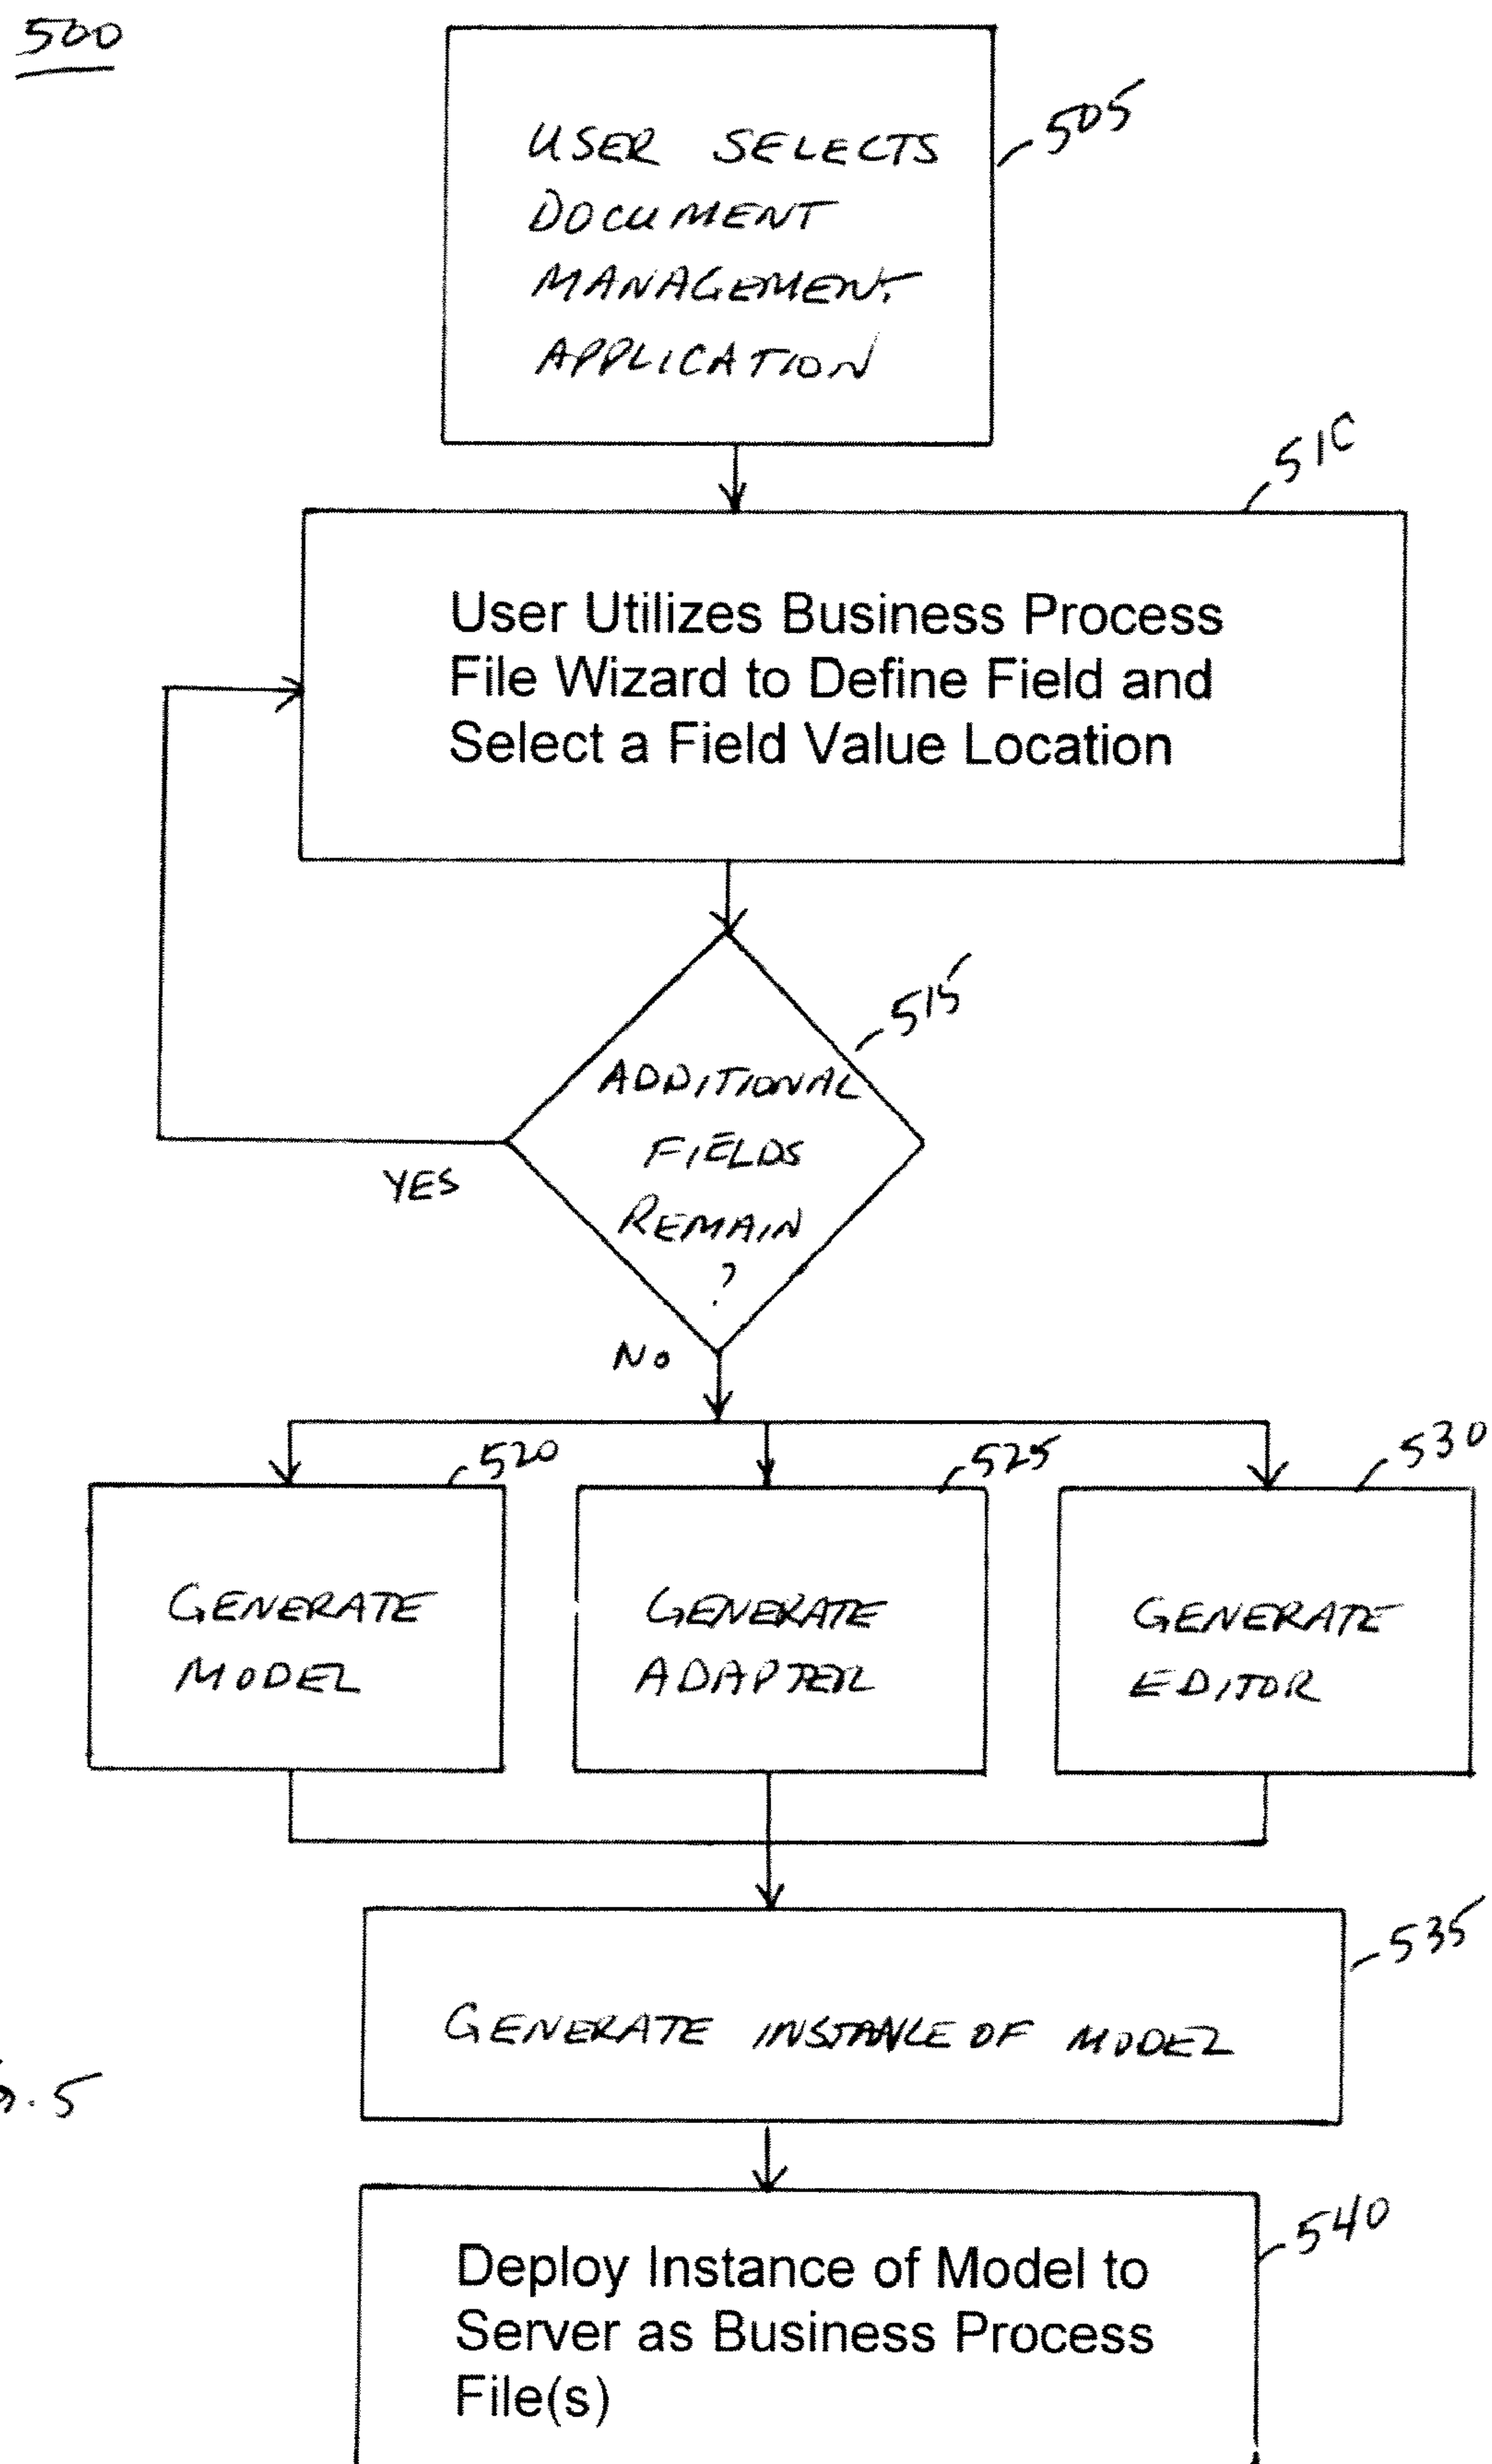 500
USER SELECTS
DOCUMENT
MANAGEMENT
APPLICATION
505
510
User Utilizes Business Process
File Wizard to Define Field and
Select a Field Value Location
515
ADDITIONAL
FIELDS
REMAIN
?
YES
No
520
525
530
GENERATE
MODEL
GENERATE
ADAPTER
GENERATE
EDITOR
535
GENERATE INSTANCE OF MODEL
5
540
Deploy Instance of Model to
Server as Business Process
File(s)